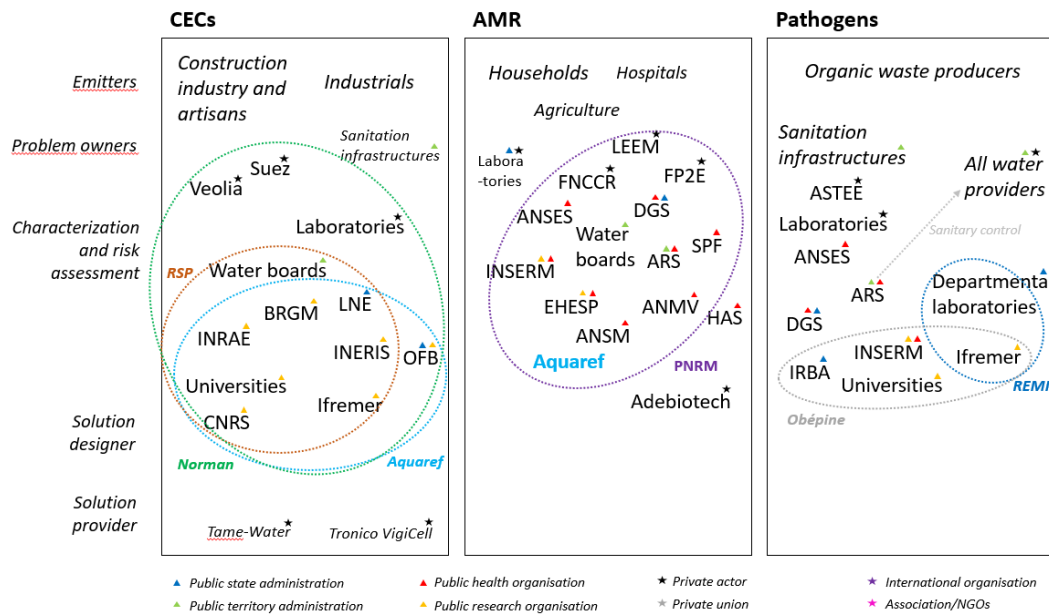 CECs
AMR
Pathogens
Emitters
Problem owners
Characterization
and risk
assessment
Solution
designer
Solution
provider
Construction
industry and
artisans
Industrials
Sanitation
infrastructures
Suez
Veolia
Laboratories
RSP
Water boards
LNE
BRGM
INRAE
INERIS
OFB
Universities
Ifremer
CNRS
Norman
Aquaref
Tame-Water
Tronico VigiCell
Households
Hospitals
Agriculture
LEEM
Labora
-tories
FNCCR
FP2E
ANSES
DGS
Water
boards
SPF
INSERM
ARS
EHESP
ANMV
HAS
ANSM
Aquaref
PNRM
Adebiotech
Organic waste producers
Sanitation
infrastructures
All water
providers
ASTEE
Laboratories
Sanitary control
ANSES
ARS
Departmenta
laboratories
DGS
INSERM
Ifremer
IRBA
Universities
REMI
Obépine
Public state administration
Public health organisation
Private actor
International organisation
Public territory administration
Public research organisation
Private union
Association/NGOs